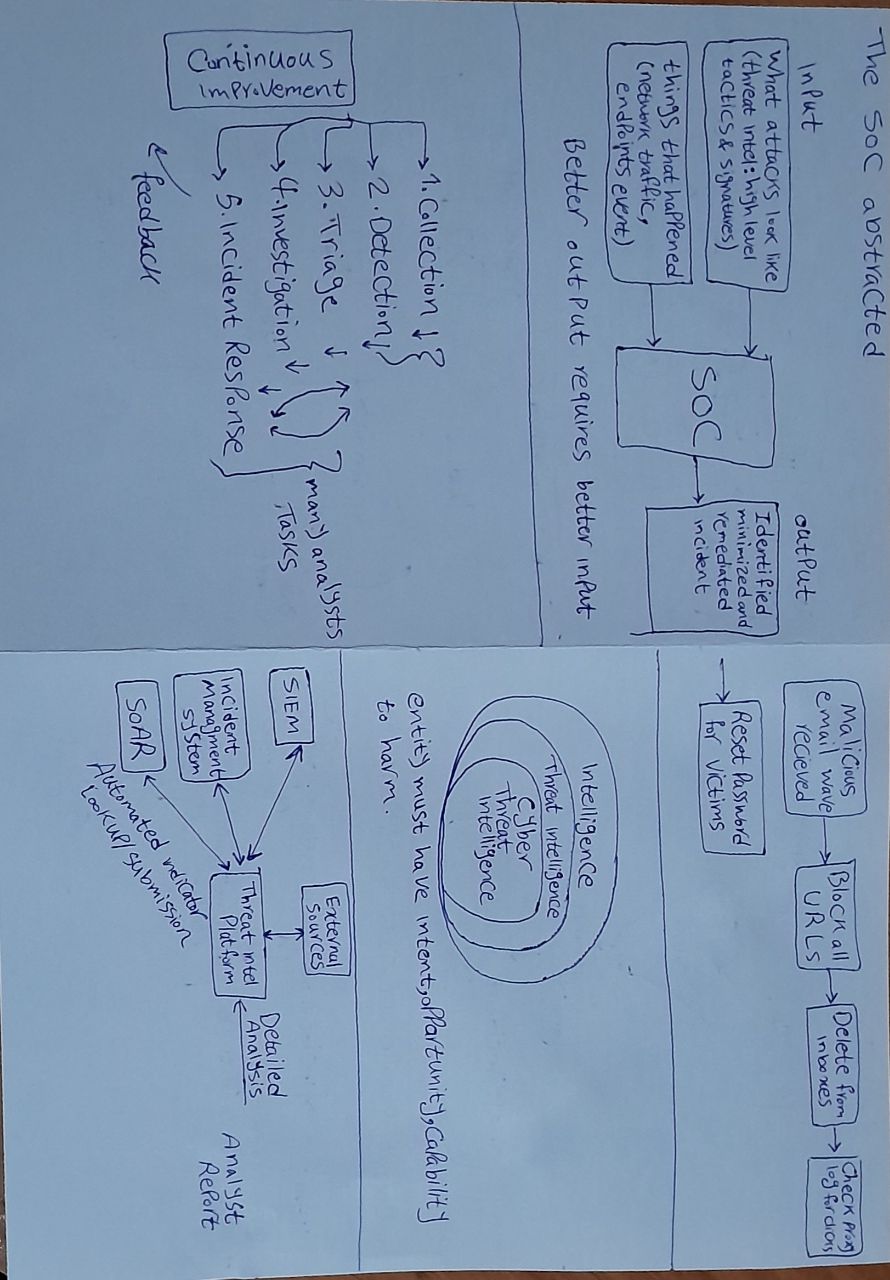 The SOC abstracted
Input
What attacks look like
(threat intel: high level
tactics & signatures)
things that happened
(network traffic,
endpoints event)
SOC
output
Identified
minimized and
remediated
incident
Better output requires better input
1. Collection
2. Detection
3. Triage
4. Investigation
5. Incident Response
Continuous
improvement
many analysts
Tasks
feedback
Malicious
email wave
recieved
Block all
URLs
Delete from
inboxes
Check proxy
log for clicks
Reset Password
for victims
Intelligence
Threat intelligence
Cyber
Threat
Intelligence
entity must have intent, oppartunity, capability
to harm.
External
Sources
SIEM
Incident
Managment
system
SOAR
Threat intel
Platform
Detailed
Analysis
Analyst
Report
Automated indicator
Lookup/submission